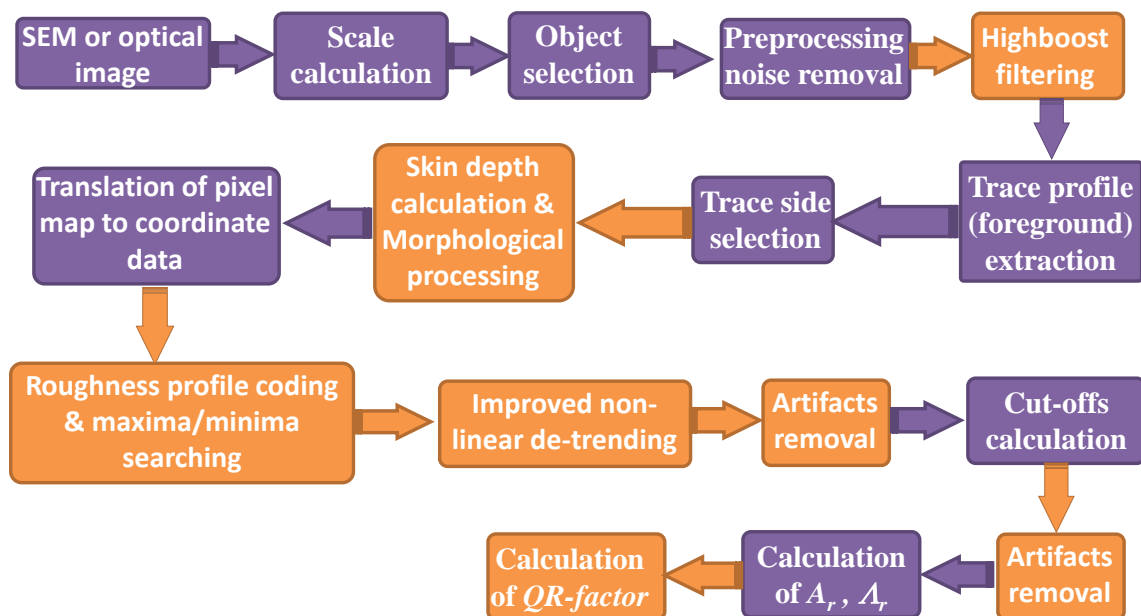 SEM or optical
image
Scale
calculation
Object
selection
Preprocessing
noise removal
Highboost
filtering
Trace profile
(foreground)
extraction
Trace side
selection
Skin depth
calculation &
Morphological
processing
Translation of pixel
map to coordinate
data
Roughness profile coding
& maxima/minima
searching
Improved non-
linear de-trending
Artifacts
removal
Cut-offs
calculation
Artifacts
removal
Calculation
of Aᵣ , Λᵣ
Calculation
of QR-factor